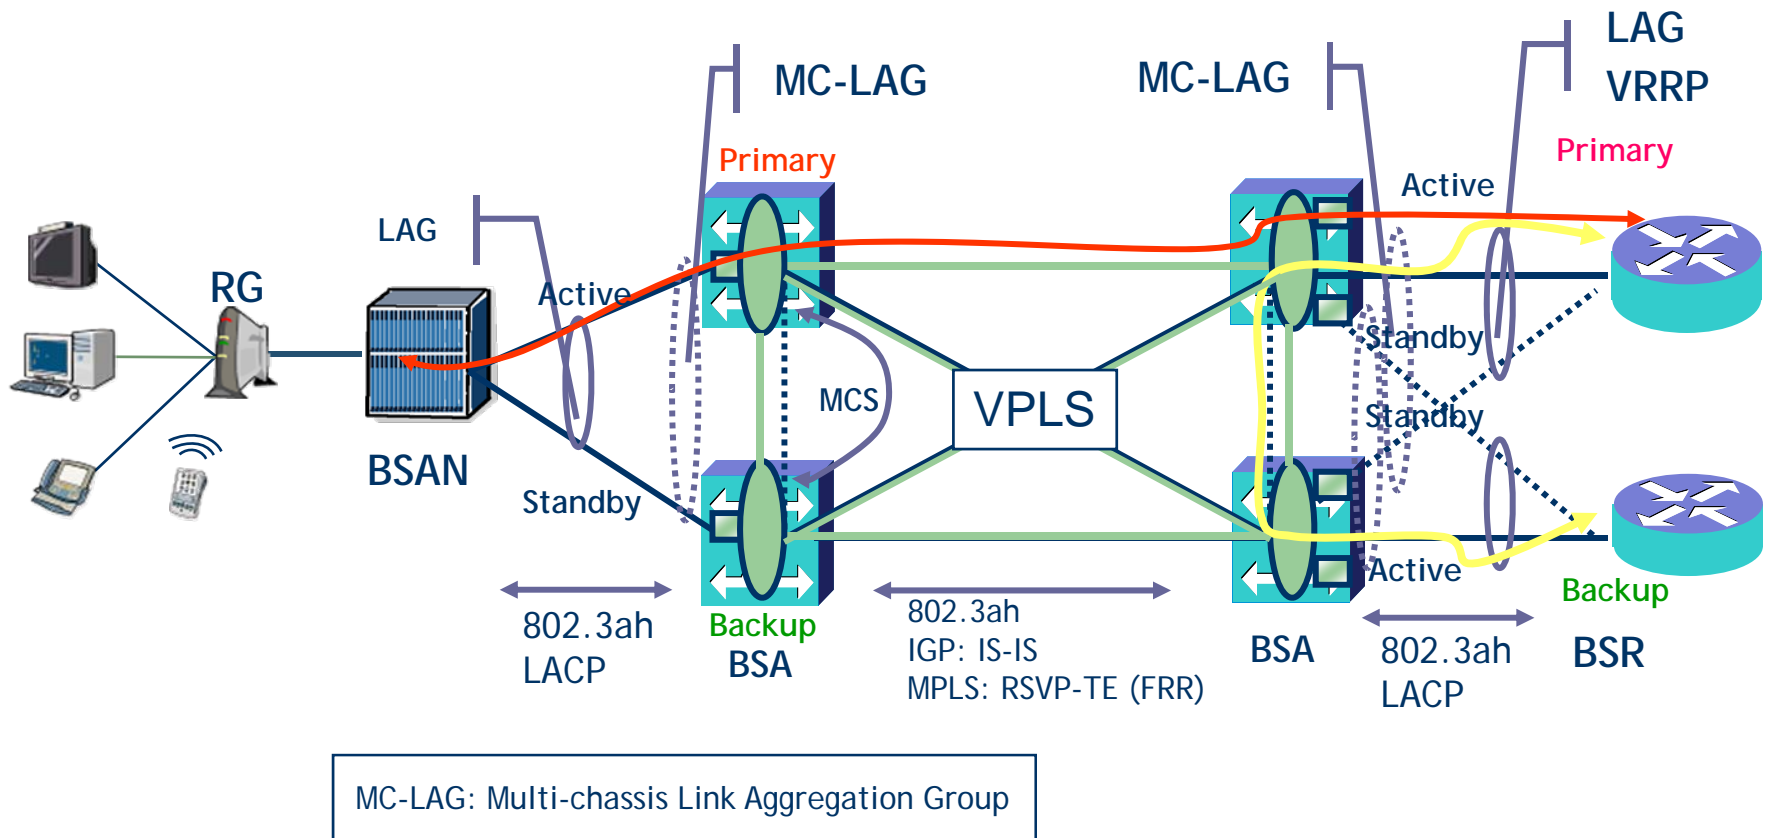 LAG
VRRP
MC-LAG
MC-LAG
Primary
Primary
Active
LAG
RG
Active
Standby
MCS
VPLS
Standby
BSAN
Standby
Active
Backup
Backup
802.3ah
LACP
BSA
802.3ah
IGP: IS-IS
MPLS: RSVP-TE (FRR)
BSA
802.3ah
LACP
BSR
MC-LAG: Multi-chassis Link Aggregation Group